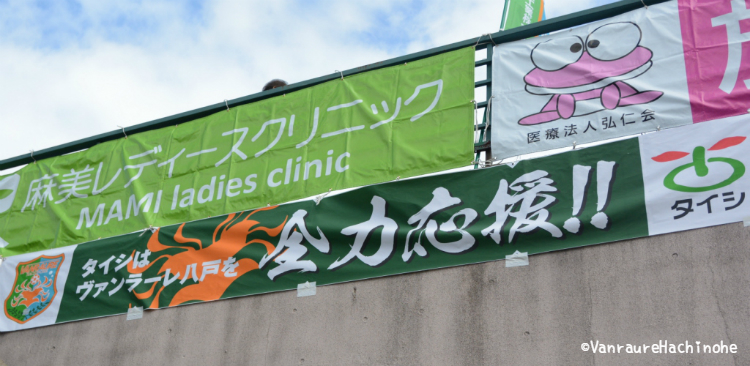 麻美レディースクリニック
MAMI ladies clinic
医療法人弘仁会
タイシは
ヴァンラーレ八戸を
全力応援!!
タイシ
©VanraureHachinohe